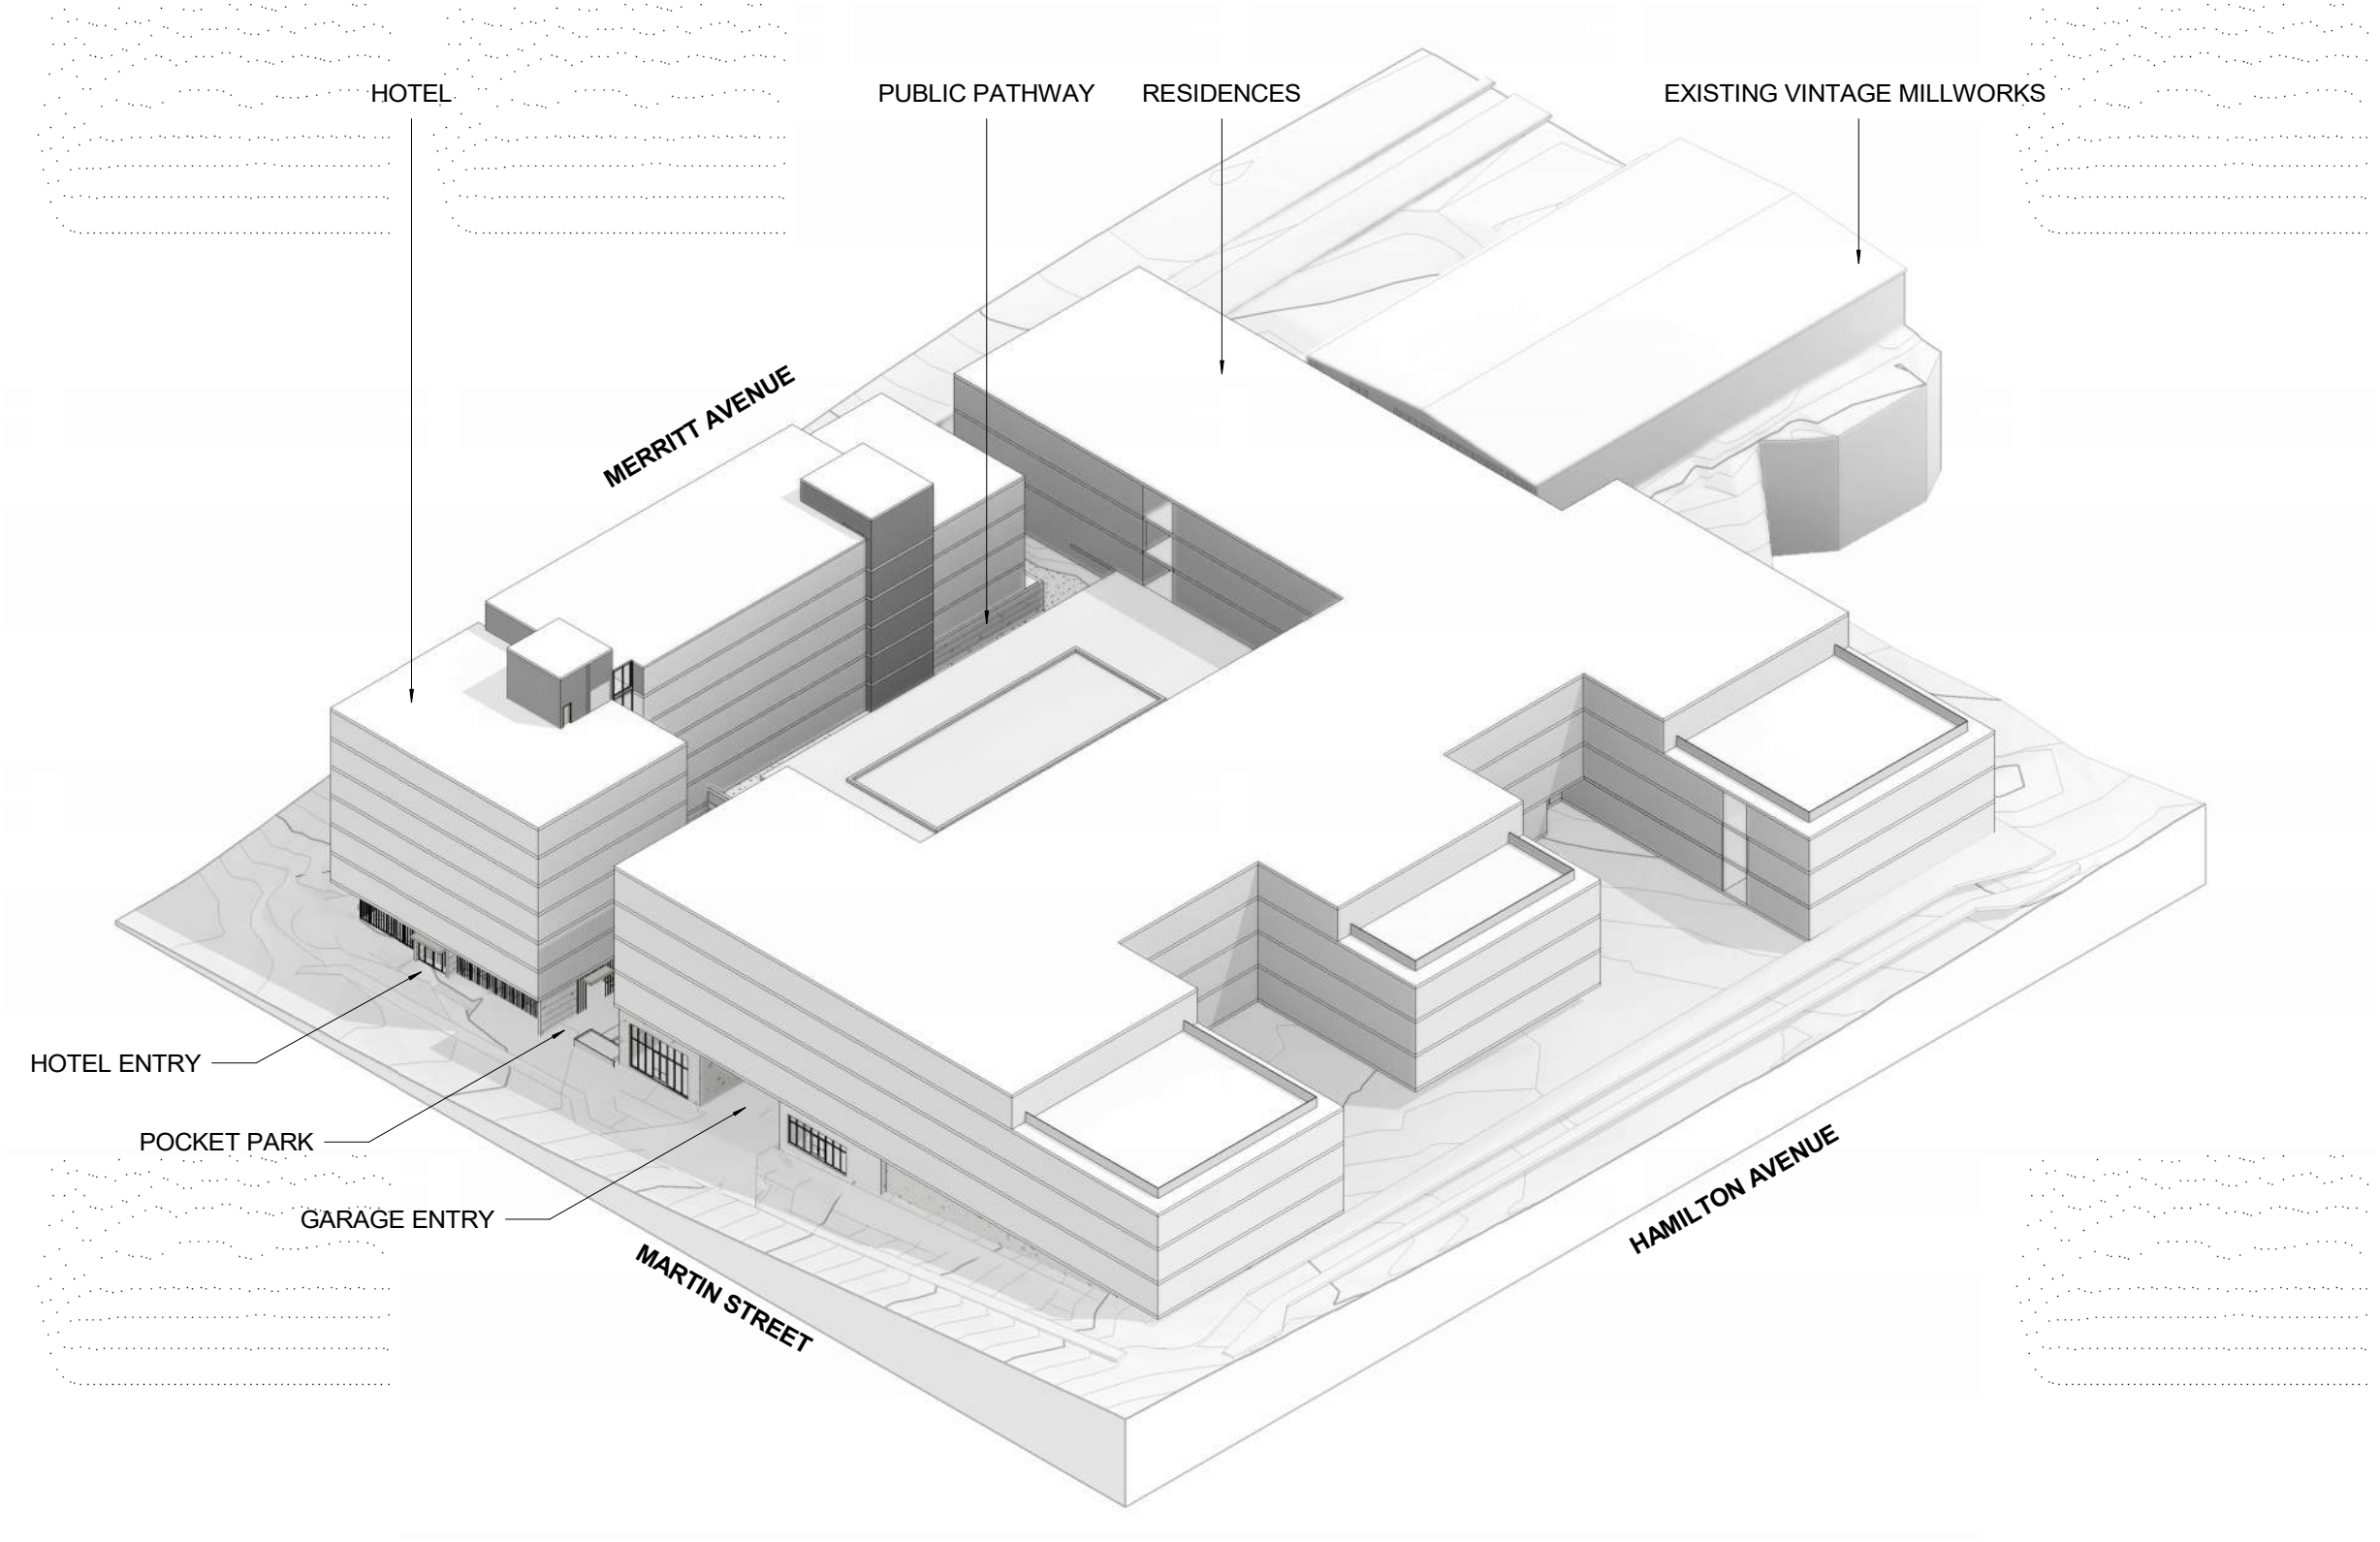 HOTEL
PUBLIC PATHWAY
RESIDENCES
EXISTING VINTAGE MILLWORKS
MERRITT AVENUE
HOTEL ENTRY
POCKET PARK
GARAGE ENTRY
MARTIN STREET
HAMILTON AVENUE